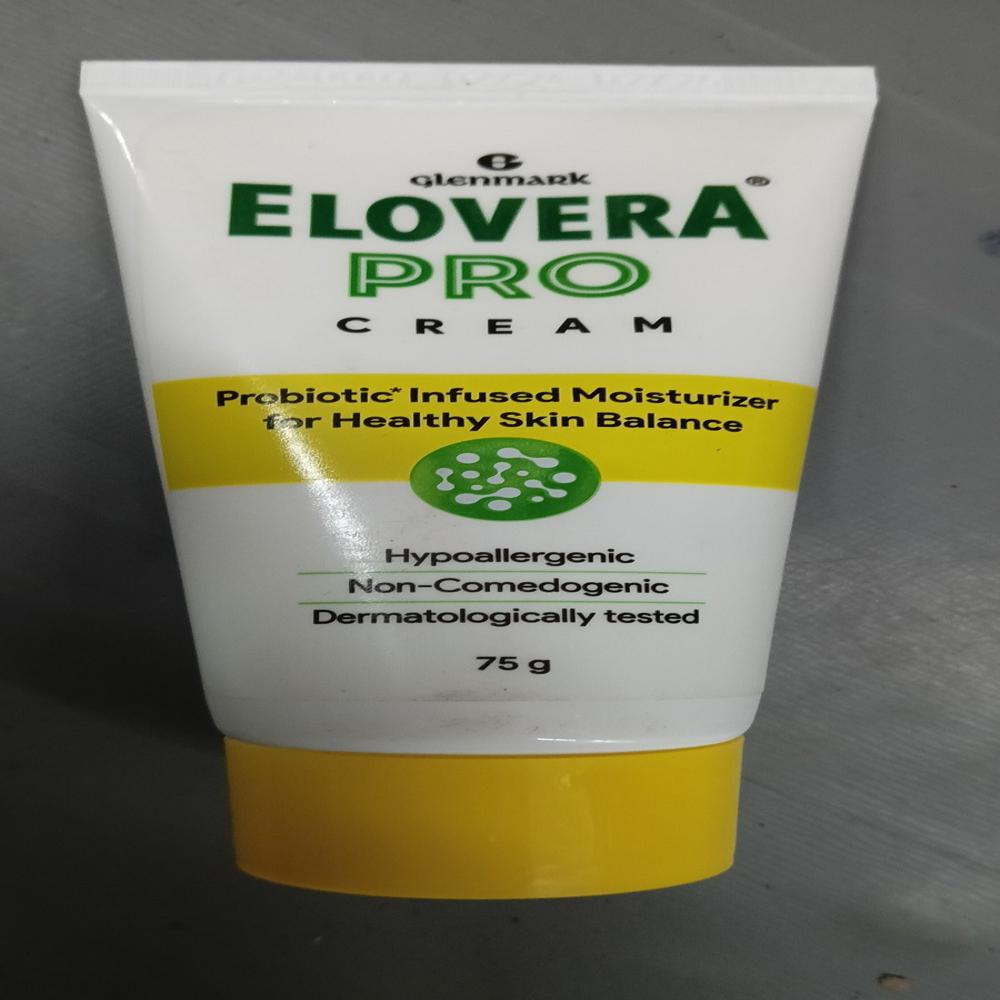 Glenmark
ELOVERA®
PRO
CREAM
Probiotic* Infused Moisturizer
for Healthy Skin Balance
Hypoallergenic
Non-Comedogenic
Dermatologically tested
75 g